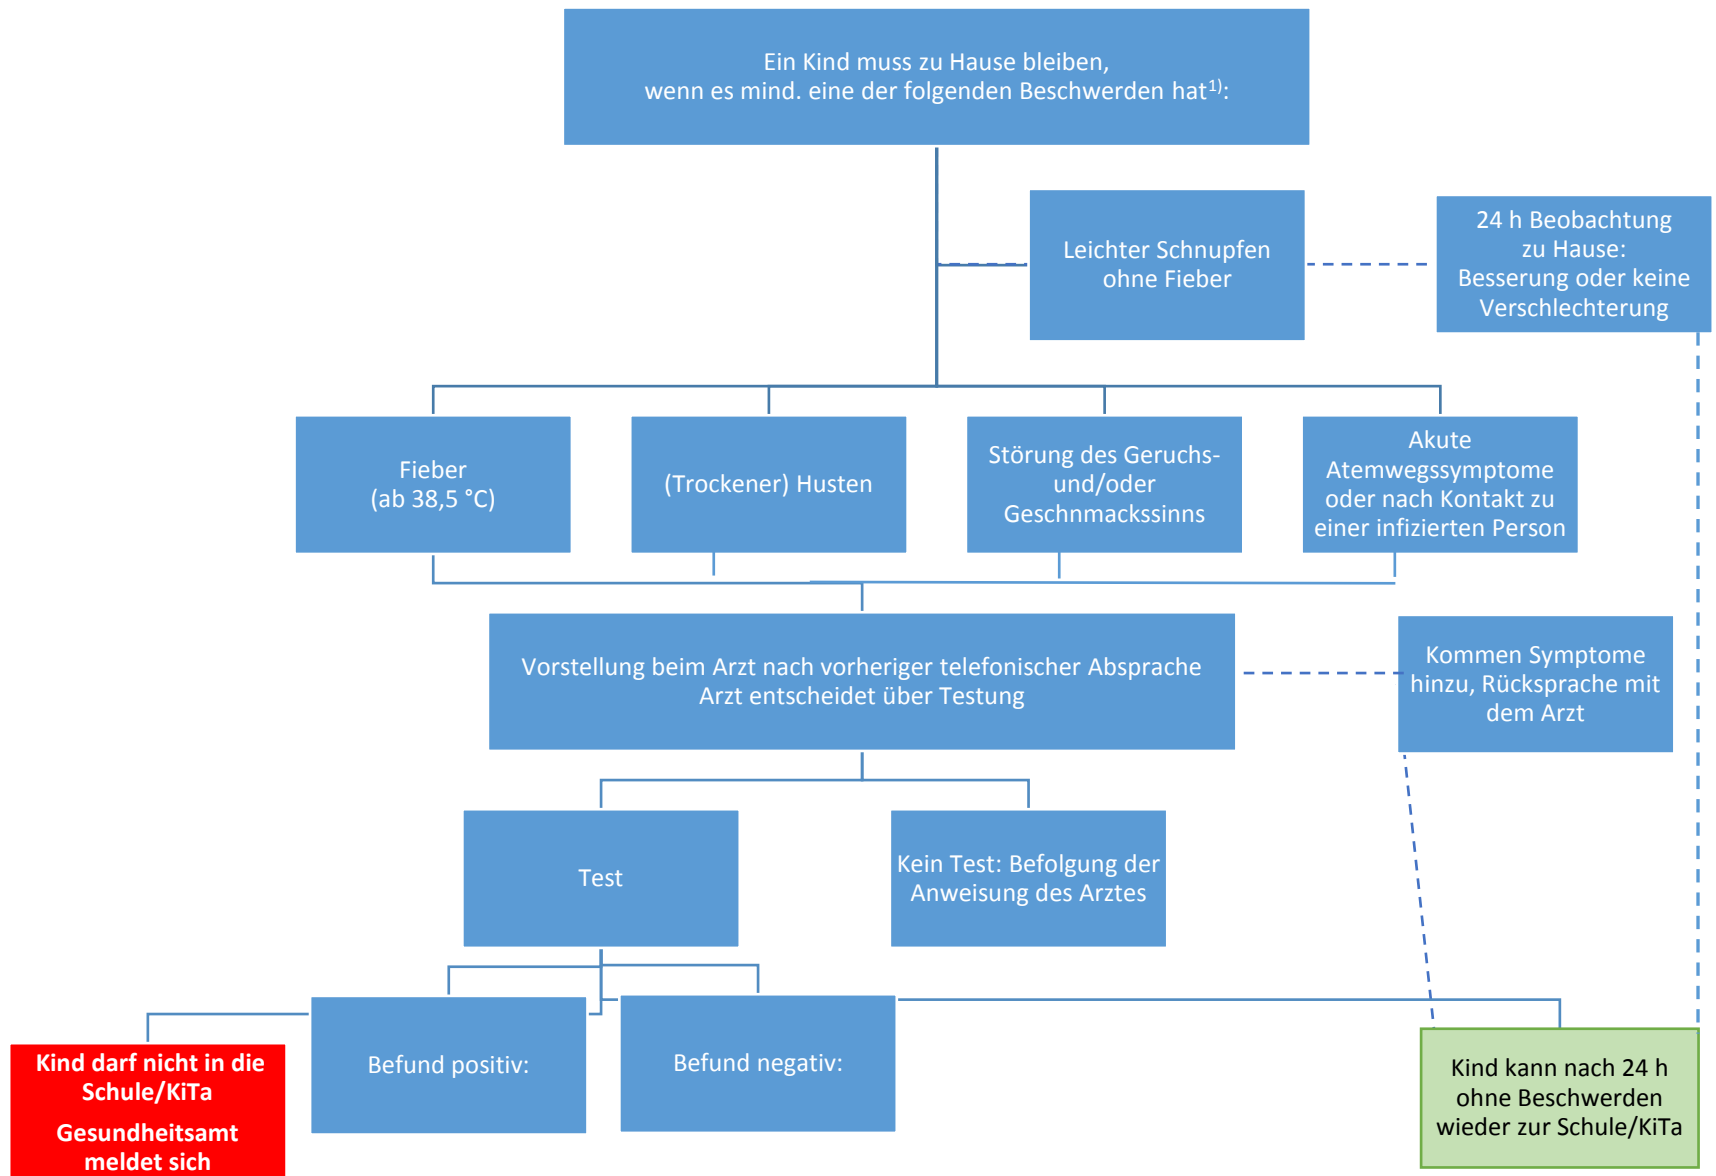 Ein Kind muss zu Hause bleiben,
wenn es mind. eine der folgenden Beschwerden hat¹⁾:
Leichter Schnupfen
ohne Fieber
24 h Beobachtung
zu Hause:
Besserung oder keine
Verschlechterung
Fieber
(ab 38,5 °C)
(Trockener) Husten
Störung des Geruchs-
und/oder
Geschnmackssinns
Akute
Atemwegssymptome
oder nach Kontakt zu
einer infizierten Person
Vorstellung beim Arzt nach vorheriger telefonischer Absprache
Arzt entscheidet über Testung
Kommen Symptome
hinzu, Rücksprache mit
dem Arzt
Test
Kein Test: Befolgung der
Anweisung des Arztes
Kind darf nicht in die
Schule/KiTa
Gesundheitsamt
meldet sich
Befund positiv:
Befund negativ:
Kind kann nach 24 h
ohne Beschwerden
wieder zur Schule/KiTa